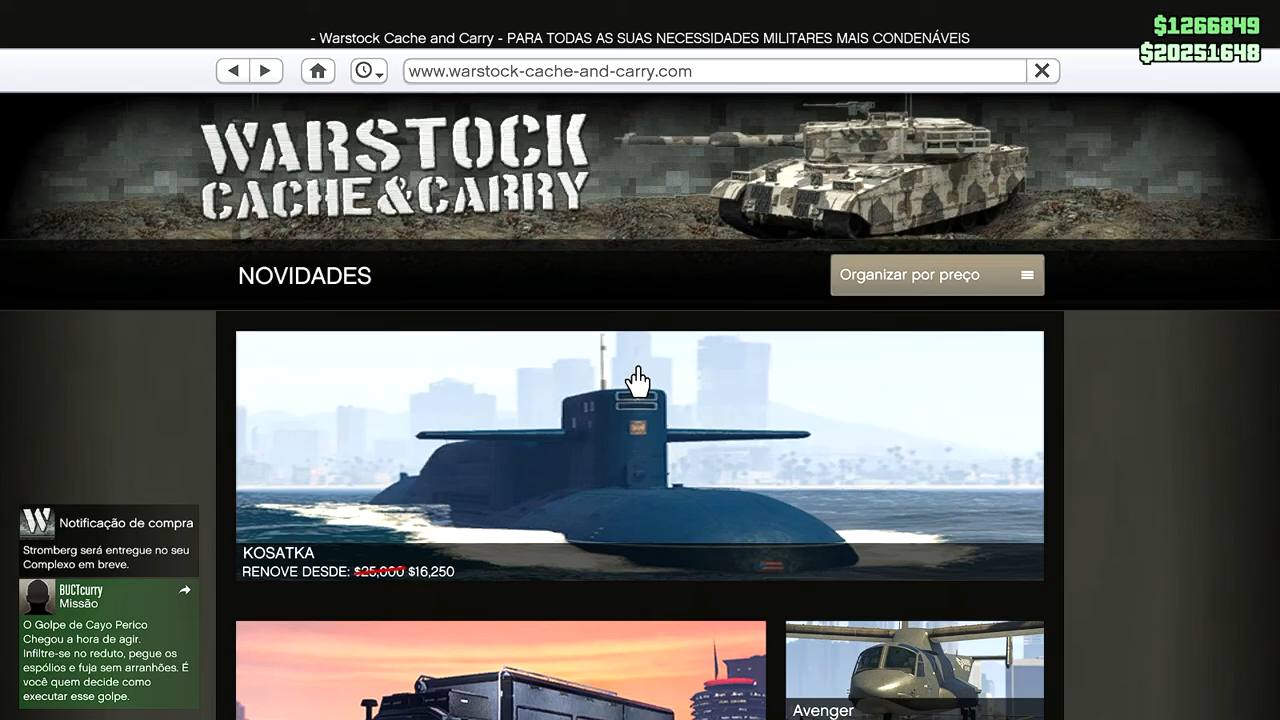 - Warstock Cache and Carry - PARA TODAS AS SUAS NECESSIDADES MILITARES MAIS CONDENÁVEIS
$1266849
$20251648
www.warstock-cache-and-carry.com
WARSTOCK
CACHE&CARRY
NOVIDADES
Organizar por preço
KOSATKA
RENOVE DESDE: $25,000 $16,250
W Notificação de compra
Stromberg será entregue no seu
Complexo em breve.
BUCTcurry
Missão
O Golpe de Cayo Perico
Chegou a hora de agir.
Infiltre-se no reduto, pegue os
espólios e fuja sem arranhões. É
você quem decide como
executar esse golpe.
Avenger